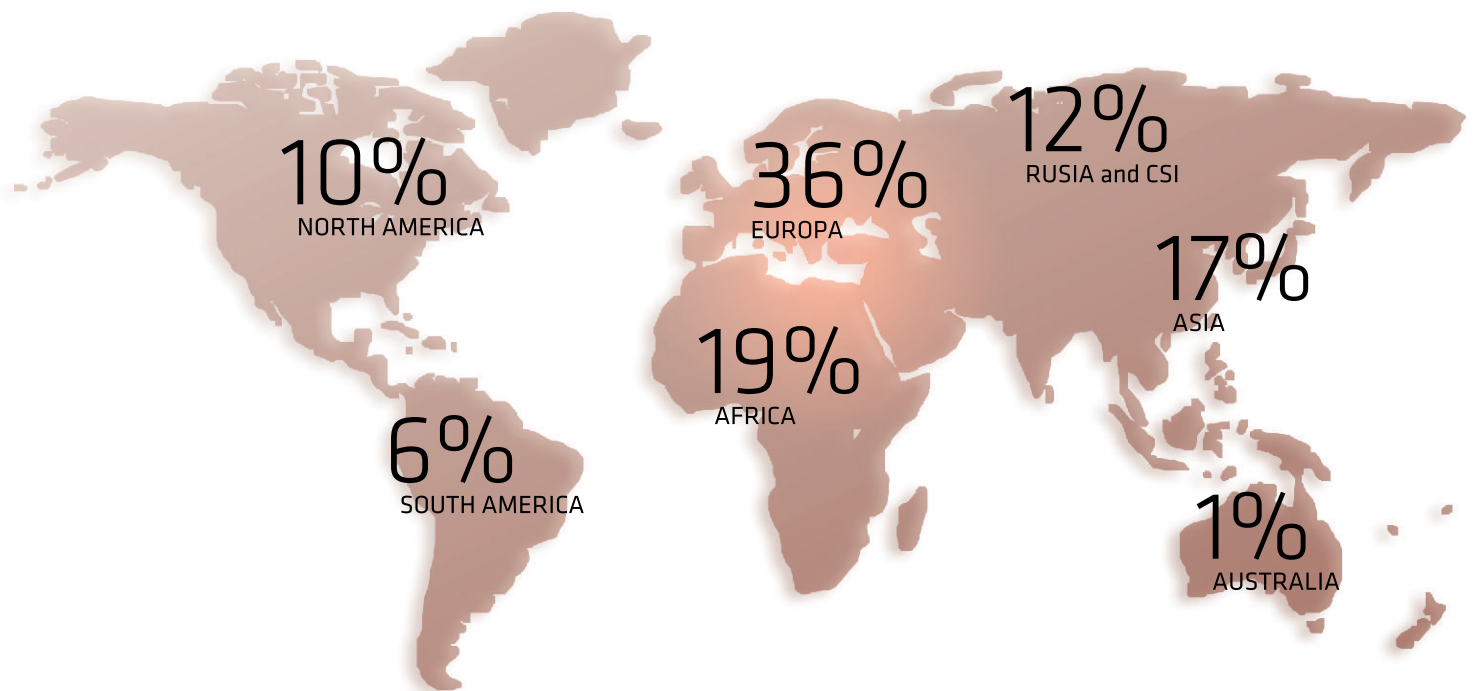 10%
NORTH AMERICA
36%
EUROPA
12%
RUSIA and CSI
17%
ASIA
19%
AFRICA
6%
SOUTH AMERICA
1%
AUSTRALIA